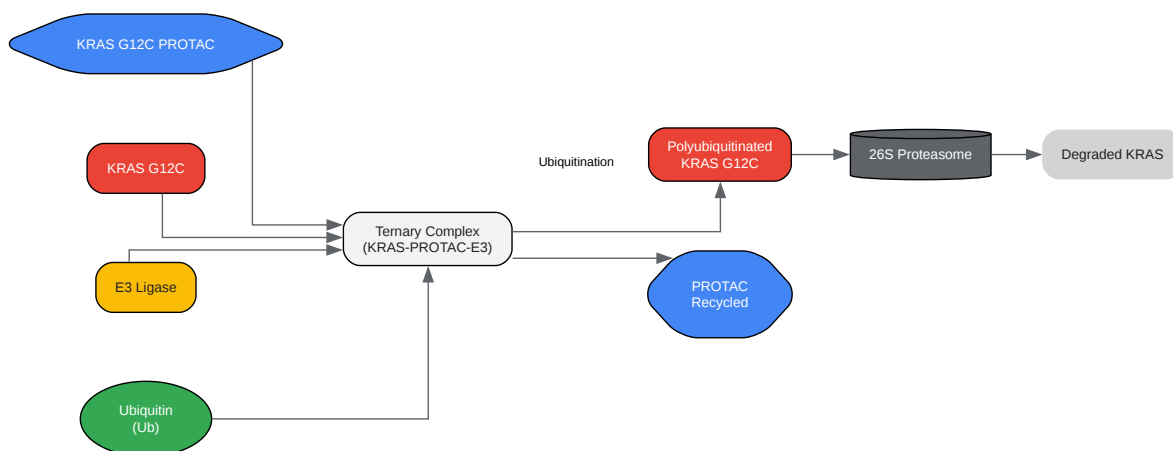 KRAS G12C PROTAC
KRAS G12C
E3 Ligase
Ubiquitin
(Ub)
Ternary Complex
(KRAS-PROTAC-E3)
Ubiquitination
Polyubiquitinated
KRAS G12C
PROTAC
Recycled
26S Proteasome
Degraded KRAS